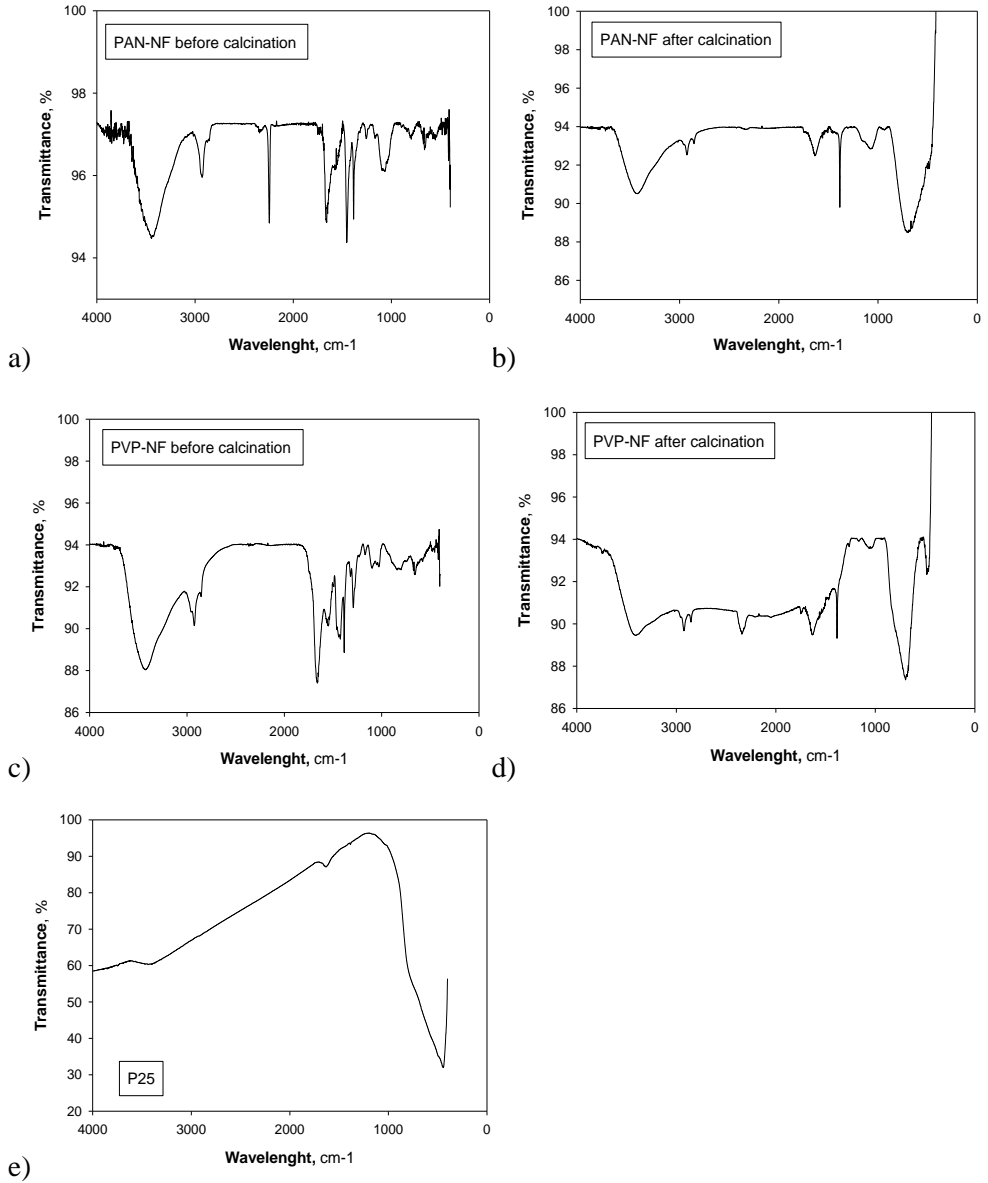 PAN-NF before calcination
100
98
96
94
Transmittance, %
4000 3000 2000 1000 0
Wavelenght, cm-1
a)
PAN-NF after calcination
100
98
96
94
92
90
88
86
Transmittance, %
4000 3000 2000 1000 0
Wavelenght, cm-1
b)
PVP-NF before calcination
100
98
96
94
92
90
88
86
Transmittance, %
4000 3000 2000 1000 0
Wavelenght, cm-1
c)
PVP-NF after calcination
100
98
96
94
92
90
88
86
Transmittance, %
4000 3000 2000 1000 0
Wavelenght, cm-1
d)
100
90
80
70
60
50
40
30
20
Transmittance, %
P25
4000 3000 2000 1000 0
Wavelenght, cm-1
e)